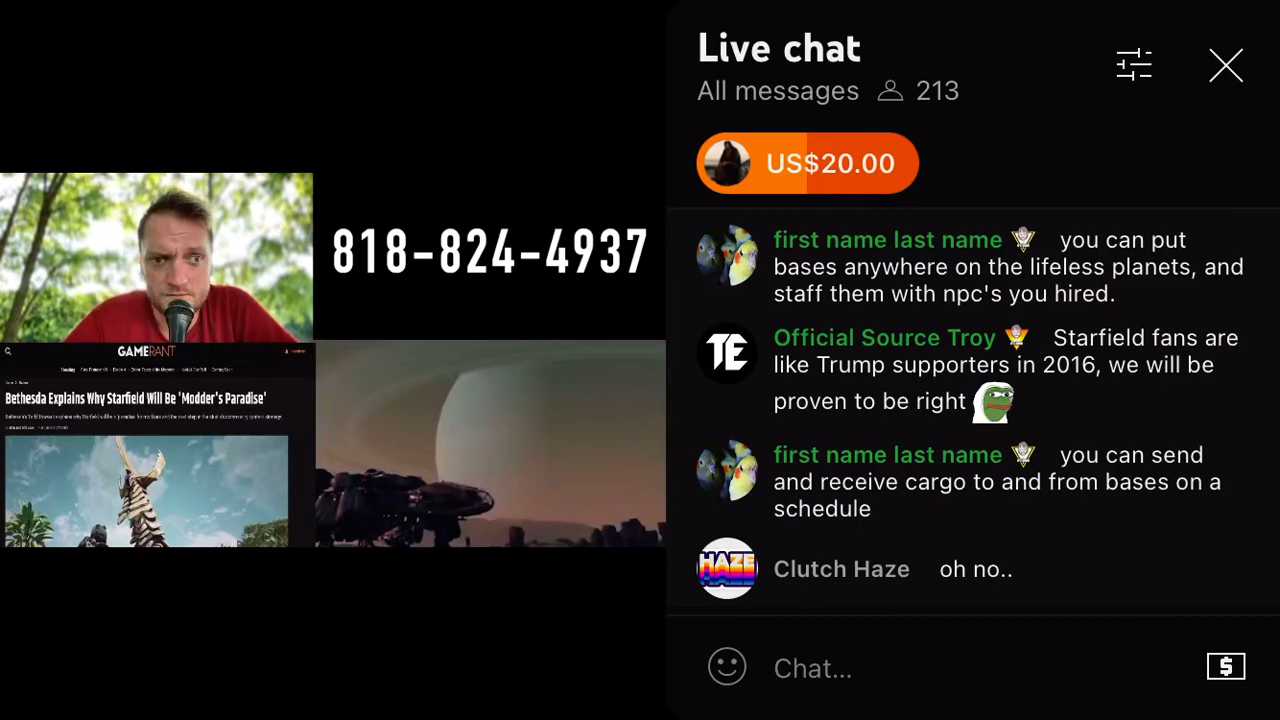 818-824-4937
GAMERANT
Bethesda Explains Why Starfield Will Be 'Modder's Paradise'
Live chat
All messages 213
US$20.00
first name last name you can put
bases anywhere on the lifeless planets, and
staff them with npc's you hired.
TE
Official Source Troy Starfield fans are
like Trump supporters in 2016, we will be
proven to be right
first name last name you can send
and receive cargo to and from bases on a
schedule
HAZE
Clutch Haze oh no..
Chat...
$